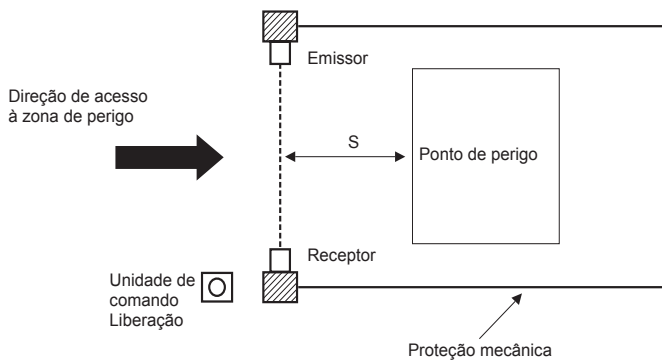 Emissor
Direção de acesso
à zona de perigo
S
Ponto de perigo
Receptor
Unidade de
comando
Liberação
Proteção mecânica